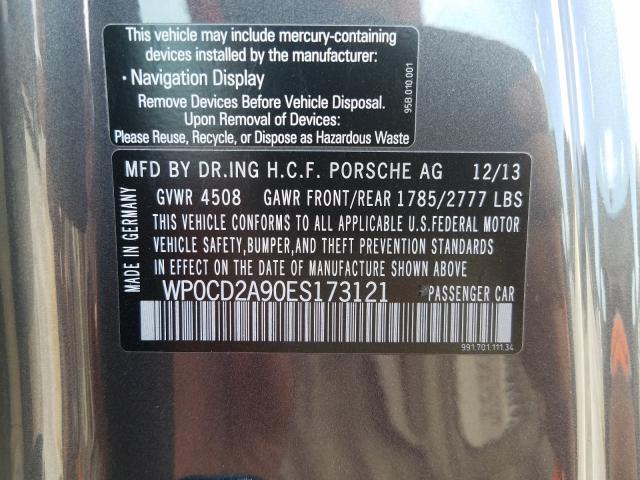 This vehicle may include mercury-containing
devices installed by the manufacturer:
• Navigation Display
Remove Devices Before Vehicle Disposal.
Upon Removal of Devices:
Please Reuse, Recycle, or Dispose as Hazardous Waste
95B.010.001
MFD BY DR.ING H.C.F. PORSCHE AG 12/13
GVWR 4508 GAWR FRONT/REAR 1785/2777 LBS
THIS VEHICLE CONFORMS TO ALL APPLICABLE U.S.FEDERAL MOTOR
VEHICLE SAFETY,BUMPER,AND THEFT PREVENTION STANDARDS
IN EFFECT ON THE DATE OF MANUFACTURE SHOWN ABOVE
MADE IN GERMANY
WP0CD2A90ES173121 PASSENGER CAR
991.701.111.34